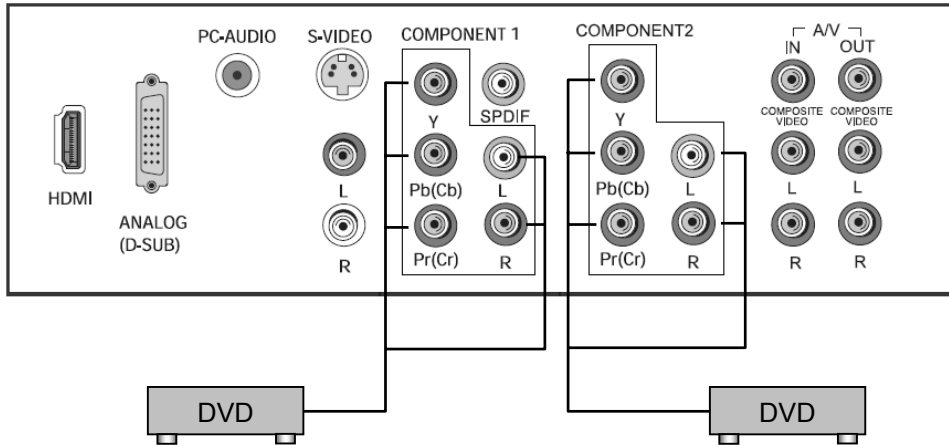 PC-AUDIO
S-VIDEO
COMPONENT 1
COMPONENT2
A/V
IN
OUT
Y
SPDIF
Y
COMPOSITE
VIDEO
COMPOSITE
VIDEO
HDMI
L
Pb(Cb)
L
Pb(Cb)
L
L
L
ANALOG
(D-SUB)
R
Pr(Cr)
R
Pr(Cr)
R
R
R
DVD
DVD